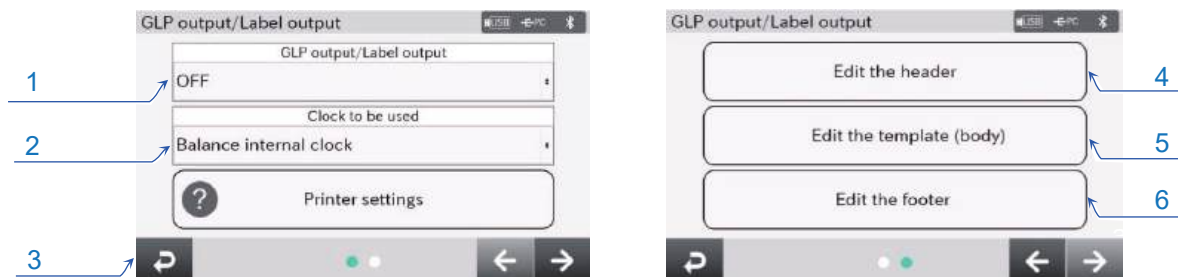 GLP output/Label output
USB
PC
GLP output/Label output
OFF
Clock to be used
Balance internal clock
? Printer settings
1
2
3
GLP output/Label output
USB
PC
Edit the header
Edit the template (body)
Edit the footer
4
5
6